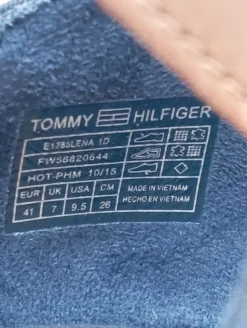 TOMMY HILFIGER
E1785LENA 1D
FW56820644
HOT-PHM 10/15
EUR UK USA CM
41 7 9.5 26
MADE IN VIETNAM
HECHO EN VIETNAM